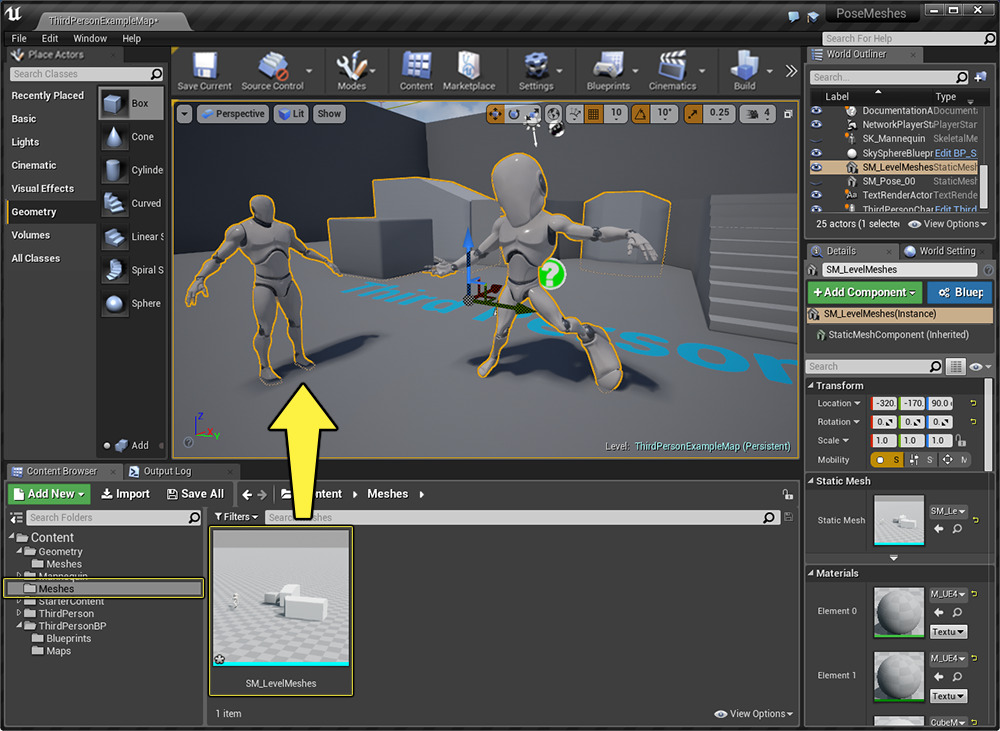 ThirdPersonExampleMap*
PoseMeshes
File Edit Window Help
Search For Help
Place Actors
Search Classes
Recently Placed
Basic
Lights
Cinematic
Visual Effects
Geometry
Volumes
All Classes
Box
Cone
Cylinde
Curved
Linear S
Spiral S
Sphere
Add
Save Current
Source Control
Modes
Content
Marketplace
Settings
Blueprints
Cinematics
Build
Perspective
Lit
Show
10
10°
0.25
4
Third Person
Z
X
Y
Level: ThirdPersonExampleMap (Persistent)
World Outliner
Search...
Label Type
DocumentationA Document
NetworkPlayerSta PlayerStar
SK_Mannequin SkeletalMe
SkySphereBluepr Edit BP_S
SM_LevelMeshes StaticMesh
SM_Pose_00 StaticMesh
TextRenderActor TextRende
ThirdPersonChar Edit Third
25 actors (1 selected View Options
Details
World Setting
SM_LevelMeshes
+Add Component
Bluep
SM_LevelMeshes(Instance)
StaticMeshComponent (Inherited)
Search
Transform
Location -320. -170. 90.0
Rotation 0. 0. 0.
Scale 1.0 1.0 1.0
Mobility S S M
Static Mesh
Static Mesh SM_Le
Materials
Element 0 M_UE4
Textu
Element 1 M_UE4
Textu
CubeM
Content Browser
Output Log
Add New
Import
Save All
ntent
Meshes
Search Folders
Filters
Search Meshes
Content
Geometry
Meshes
Mannequin
Meshes
StarterContent
ThirdPerson
ThirdPersonBP
Blueprints
Maps
SM_LevelMeshes
1 item
View Options